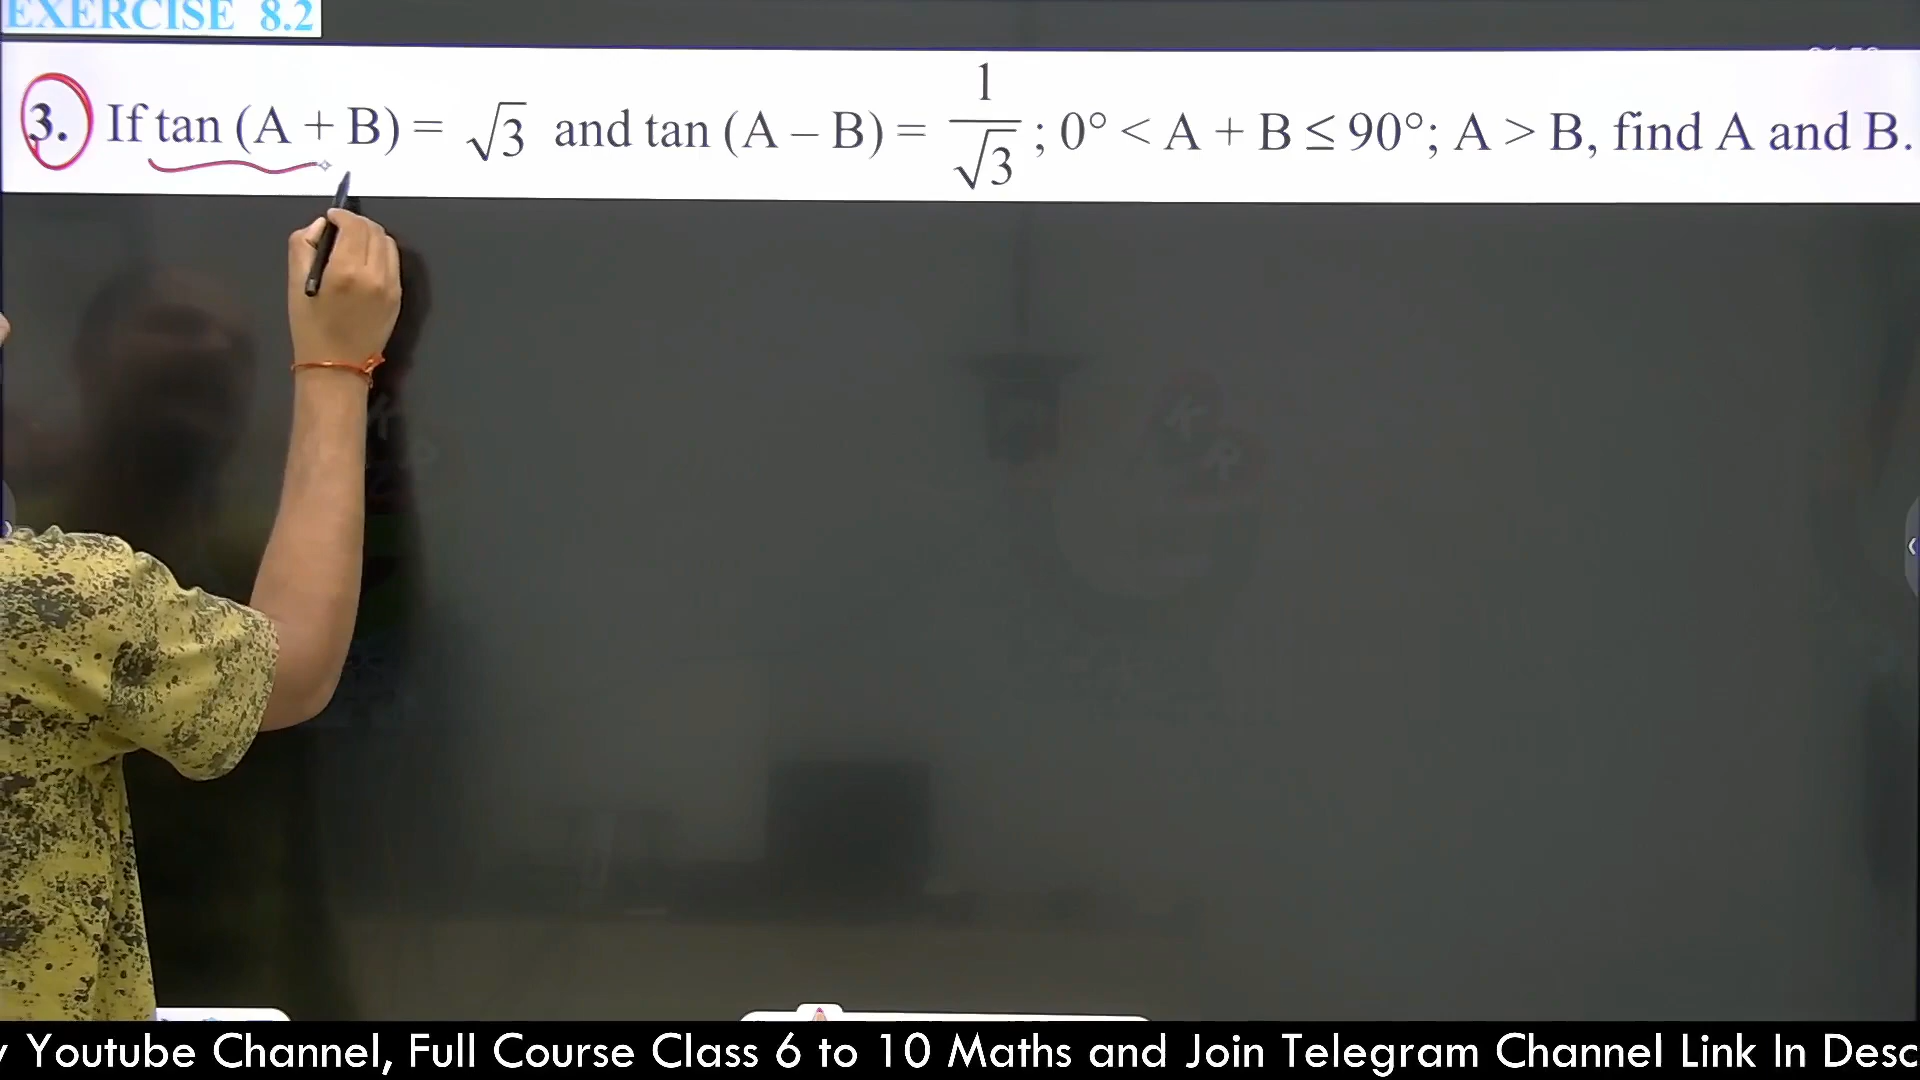 EXERCISE 8.2
3. If tan (A + B) = √3 and tan (A – B) = 1/√3 ; 0° < A + B ≤ 90°; A > B, find A and B.
Youtube Channel, Full Course Class 6 to 10 Maths and Join Telegram Channel Link In Desc